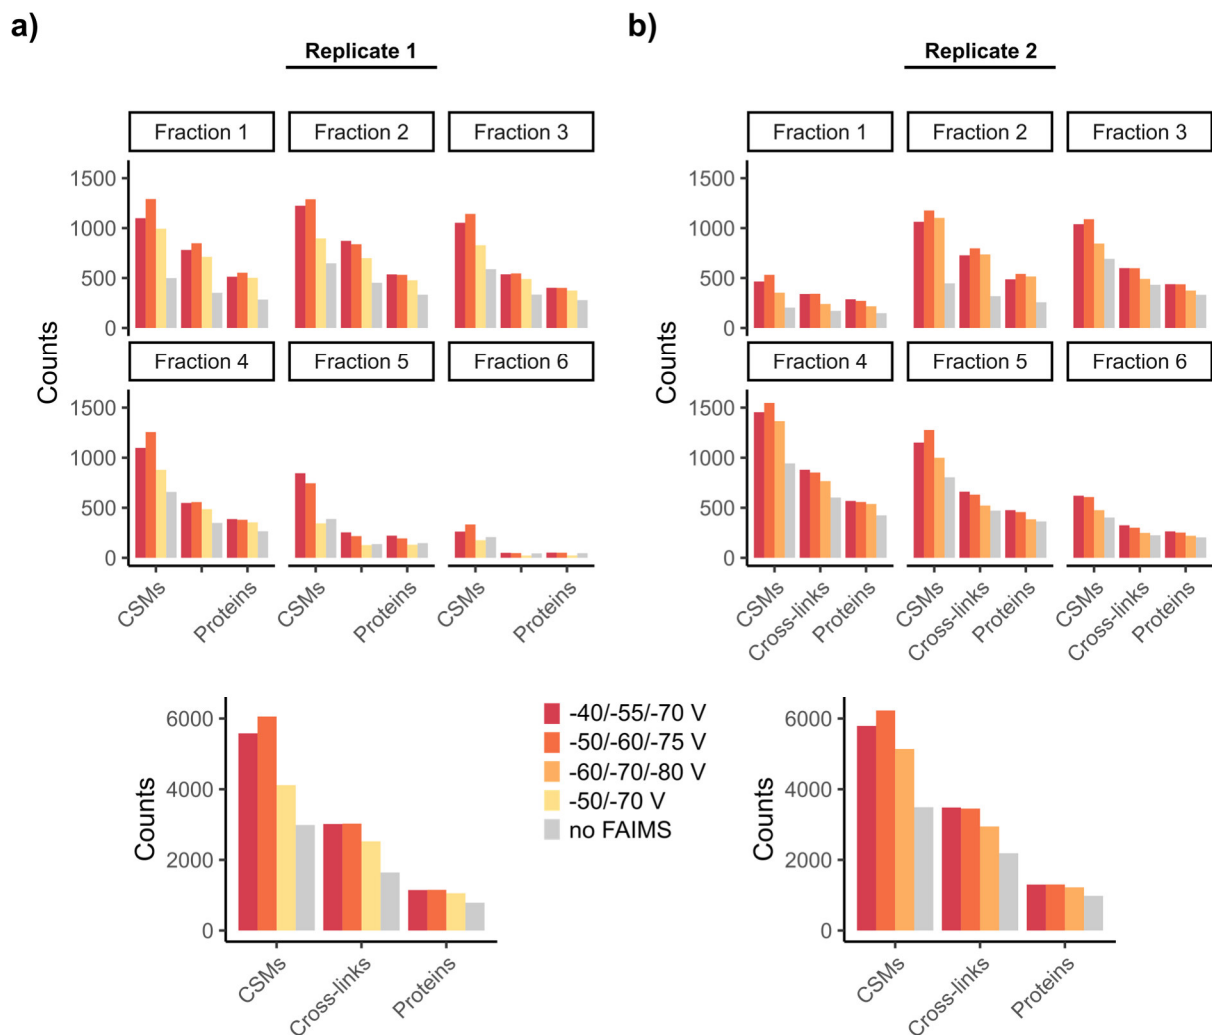 a)
Replicate 1
Fraction 1
Fraction 2
Fraction 3
1500
1000
500
0
Fraction 4
Fraction 5
Fraction 6
1500
1000
500
0
Counts
CSMs
Proteins
CSMs
Proteins
CSMs
Proteins
6000
4000
2000
0
Counts
CSMs
Cross-links
Proteins
-40/-55/-70 V
-50/-60/-75 V
-60/-70/-80 V
-50/-70 V
no FAIMS
b)
Replicate 2
Fraction 1
Fraction 2
Fraction 3
1500
1000
500
0
Fraction 4
Fraction 5
Fraction 6
1500
1000
500
0
Counts
CSMs
Cross-links
Proteins
CSMs
Cross-links
Proteins
CSMs
Cross-links
Proteins
6000
4000
2000
0
Counts
CSMs
Cross-links
Proteins